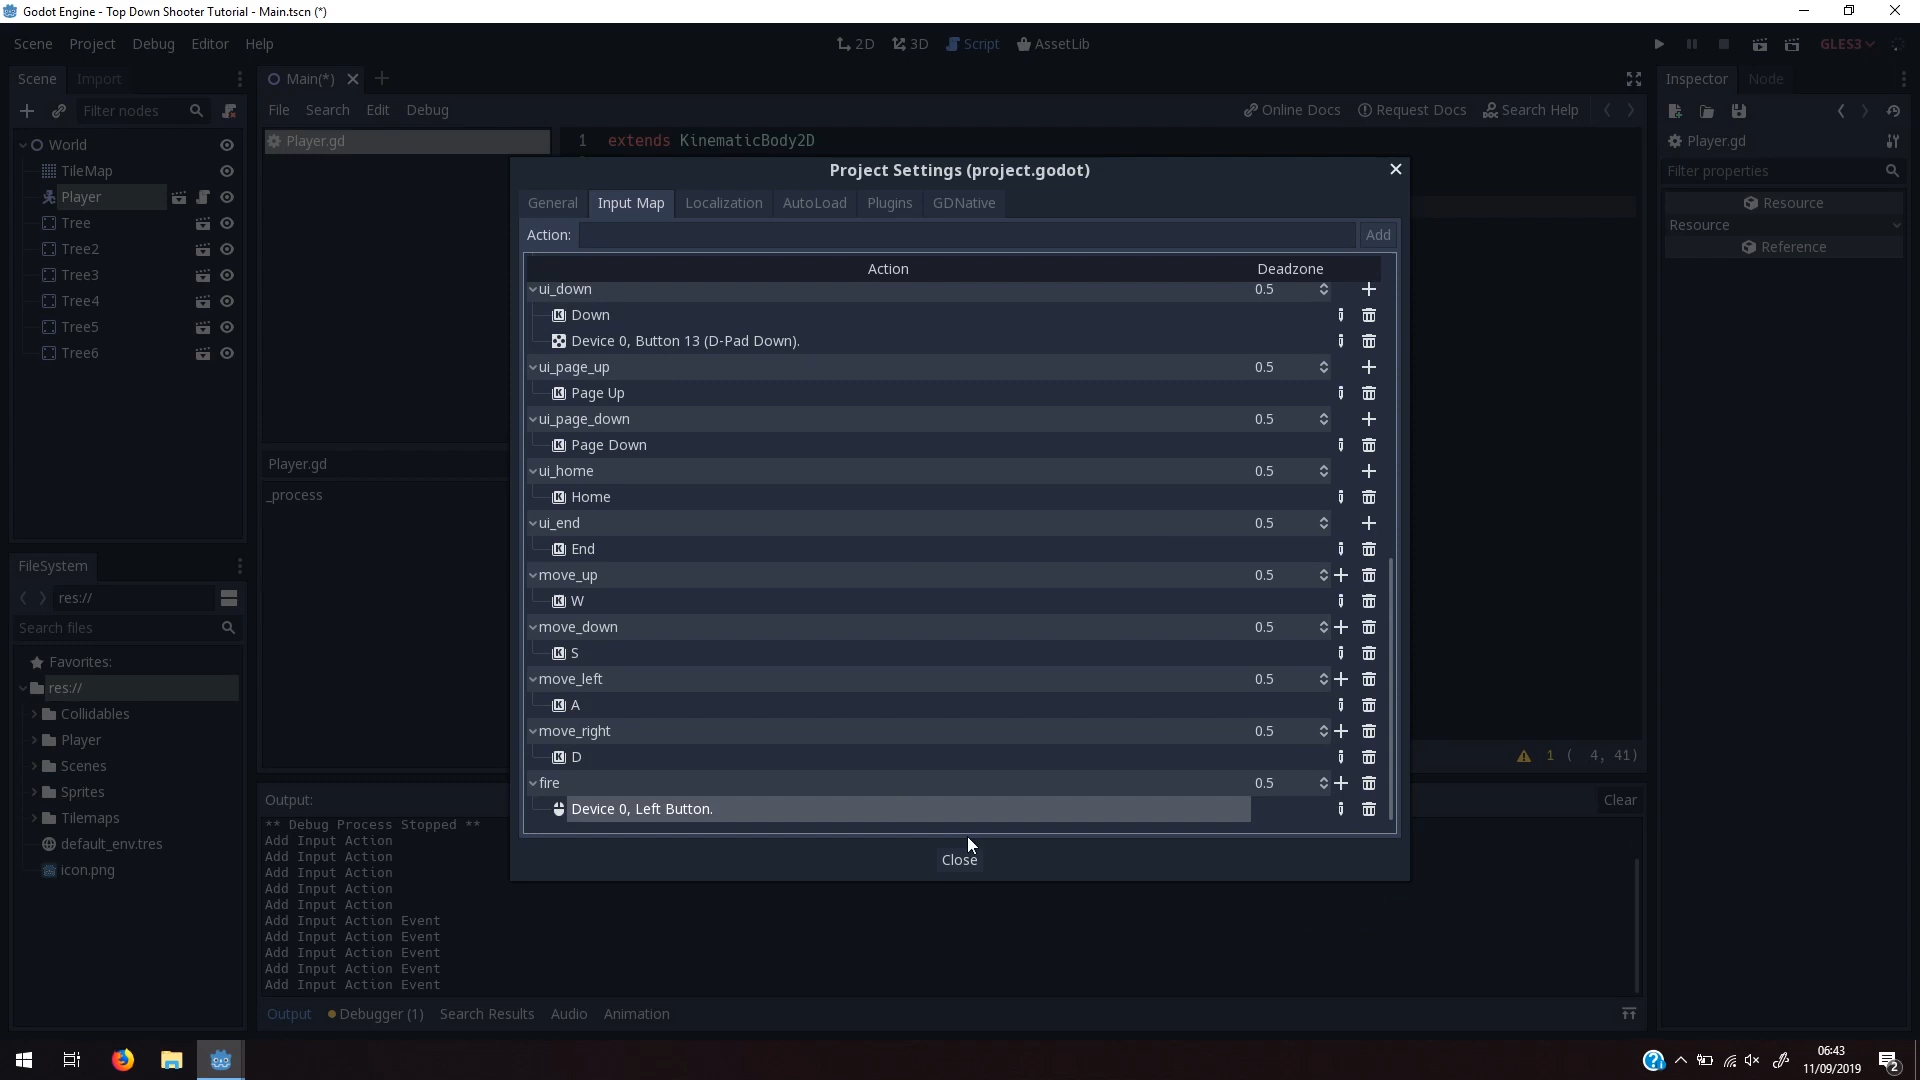 Godot Engine - Top Down Shooter Tutorial - Main.tscn (*)
Scene Project Debug Editor Help
2D 3D Script AssetLib
GLES3
Scene Import
Main(*)
Inspector Node
Filter nodes
File Search Edit Debug
Online Docs Request Docs Search Help
World
TileMap
Player
Tree
Tree2
Tree3
Tree4
Tree5
Tree6
Player.gd
1 extends KinematicBody2D
Player.gd
Filter properties
Resource
Resource
Reference
Project Settings (project.godot)
General Input Map Localization AutoLoad Plugins GDNative
Action: Add
Action Deadzone
ui_down 0.5
Down
Device 0, Button 13 (D-Pad Down).
ui_page_up 0.5
Page Up
ui_page_down 0.5
Page Down
ui_home 0.5
Home
ui_end 0.5
End
move_up 0.5
W
move_down 0.5
S
move_left 0.5
A
move_right 0.5
D
fire 0.5
Device 0, Left Button.
Close
Player.gd
_process
1 ( 4, 41)
FileSystem
res://
Search files
Favorites:
res://
Collidables
Player
Scenes
Sprites
Tilemaps
default_env.tres
icon.png
Output: Clear
** Debug Process Stopped **
Add Input Action
Add Input Action
Add Input Action
Add Input Action
Add Input Action
Add Input Action Event
Add Input Action Event
Add Input Action Event
Add Input Action Event
Add Input Action Event
Output Debugger (1) Search Results Audio Animation
06:43
11/09/2019
2